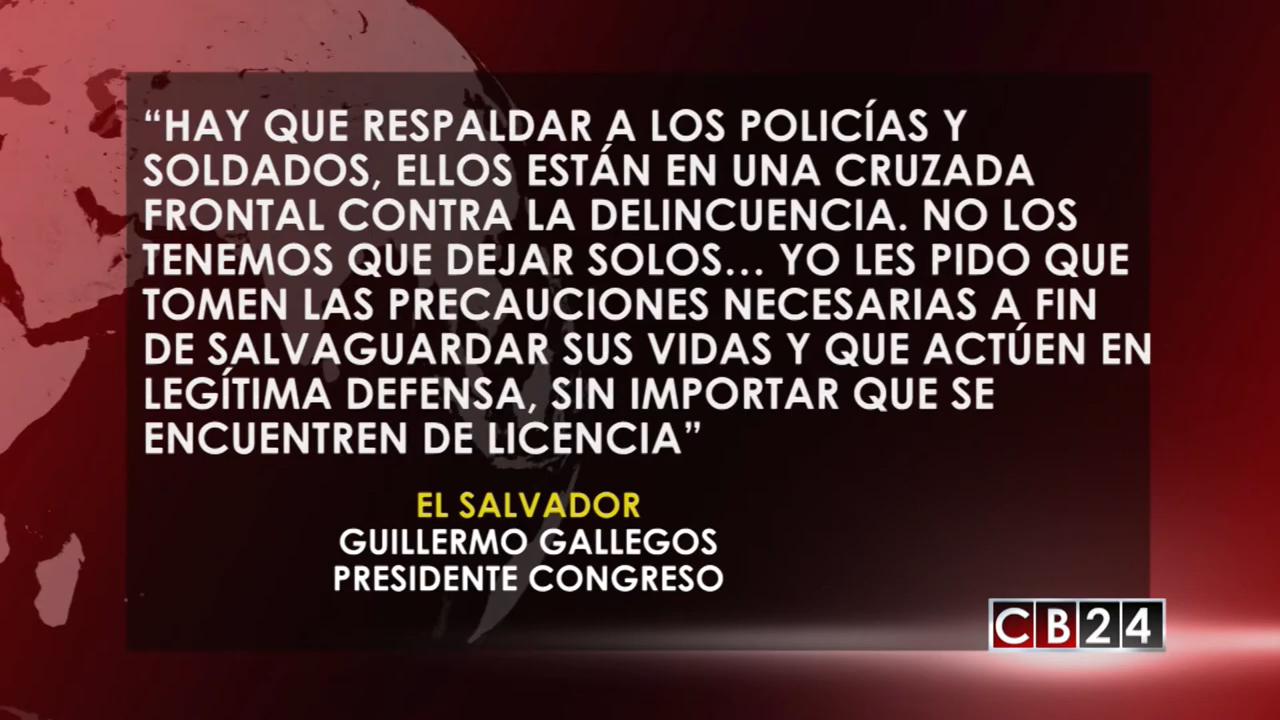 “HAY QUE RESPALDAR A LOS POLICÍAS Y
SOLDADOS, ELLOS ESTÁN EN UNA CRUZADA
FRONTAL CONTRA LA DELINCUENCIA. NO LOS
TENEMOS QUE DEJAR SOLOS... YO LES PIDO QUE
TOMEN LAS PRECAUCIONES NECESARIAS A FIN
DE SALVAGUARDAR SUS VIDAS Y QUE ACTÚEN EN
LEGÍTIMA DEFENSA, SIN IMPORTAR QUE SE
ENCUENTREN DE LICENCIA”
EL SALVADOR
GUILLERMO GALLEGOS
PRESIDENTE CONGRESO
CB24